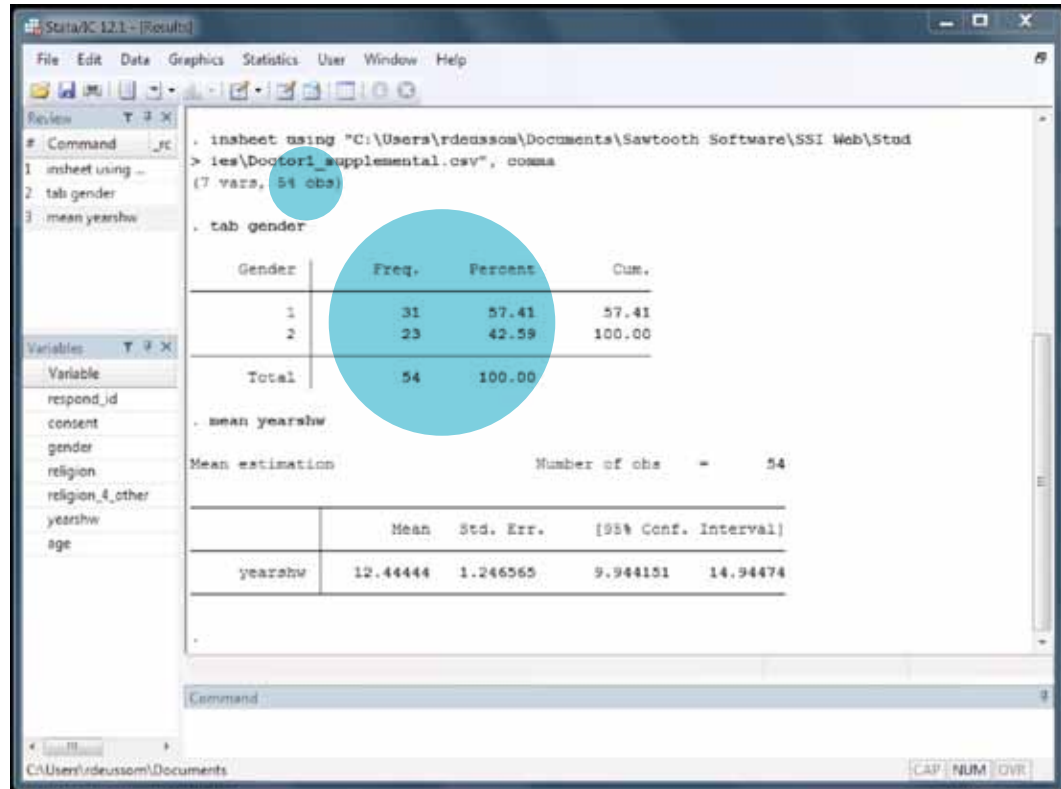 Stata/IC 12.1 - [Results]
File Edit Data Graphics Statistics User Window Help
Review
# Command _rc
1 insheet using ...
2 tab gender
3 mean yearshw
. insheet using "C:\Users\rdeussom\Documents\Sawtooth Software\SSI Web\Stud
> ies\Doctor1_supplemental.csv", comma
(7 vars, 54 obs)
. tab gender
Gender Freq. Percent Cum.
1 31 57.41 57.41
2 23 42.59 100.00
Total 54 100.00
. mean yearshw
Mean estimation Number of obs = 54
Mean Std. Err. [95% Conf. Interval]
yearshw 12.44444 1.246565 9.944151 14.94474
.
Variables
Variable
respond_id
consent
gender
religion
religion_4_other
yearshw
age
Command
C:\Users\rdeussom\Documents
CAP NUM OVR